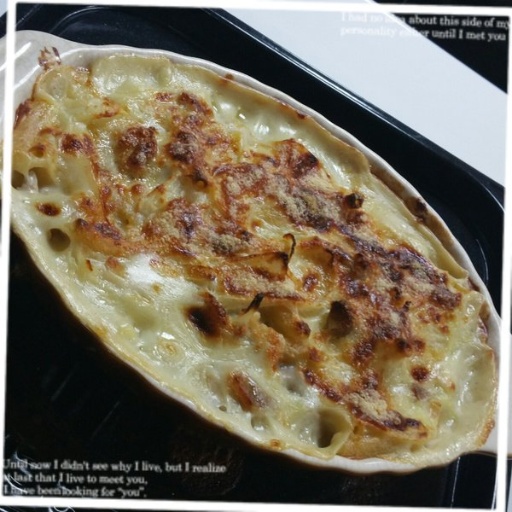 I had no idea about this side of my
personality either until I met you
Until now I didn't see why I live, but I realize
at last that I live to meet you,
I have been looking for "you".